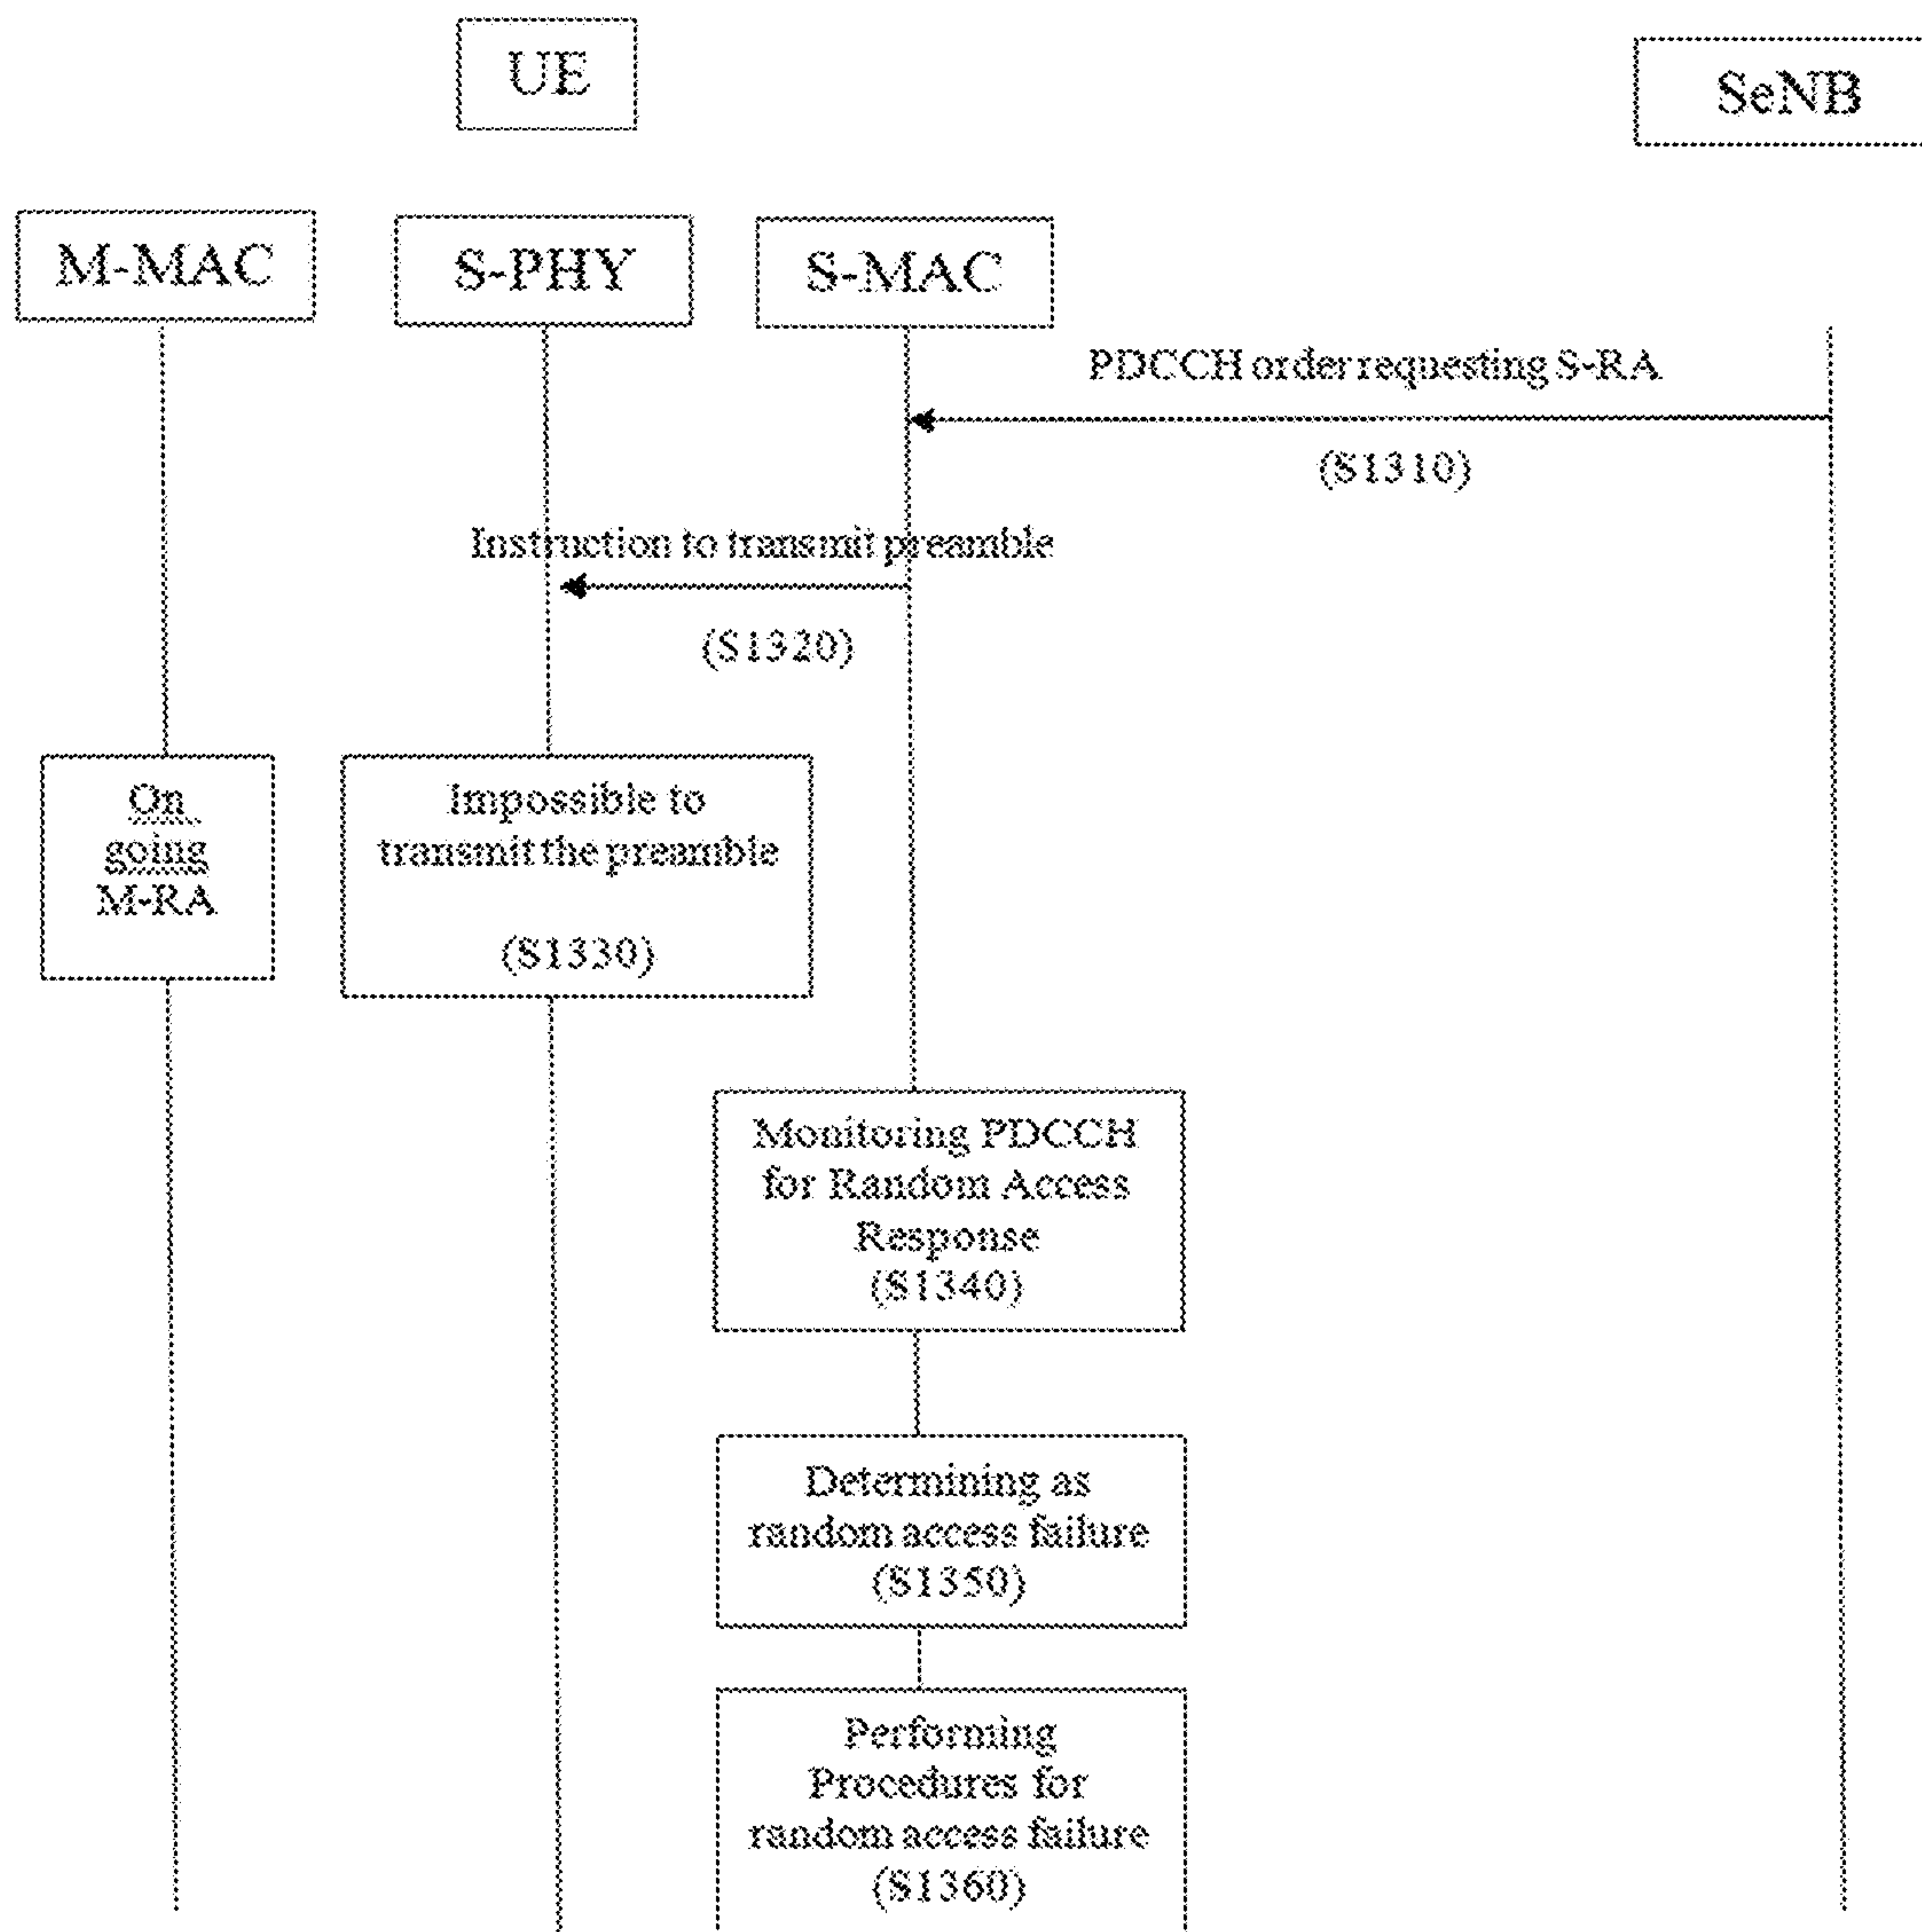 UE
SeNB
M-MAC
S-PHY
S-MAC
PDCCH order requesting S-RA
(S1310)
Instruction to transmit preamble
(S1320)
On
going
M-RA
Impossible to
transmit the preamble
(S1330)
Monitoring PDCCH
for Random Access
Response
(S1340)
Determining as
random access failure
(S1350)
Performing
Procedures for
random access failure
(S1360)